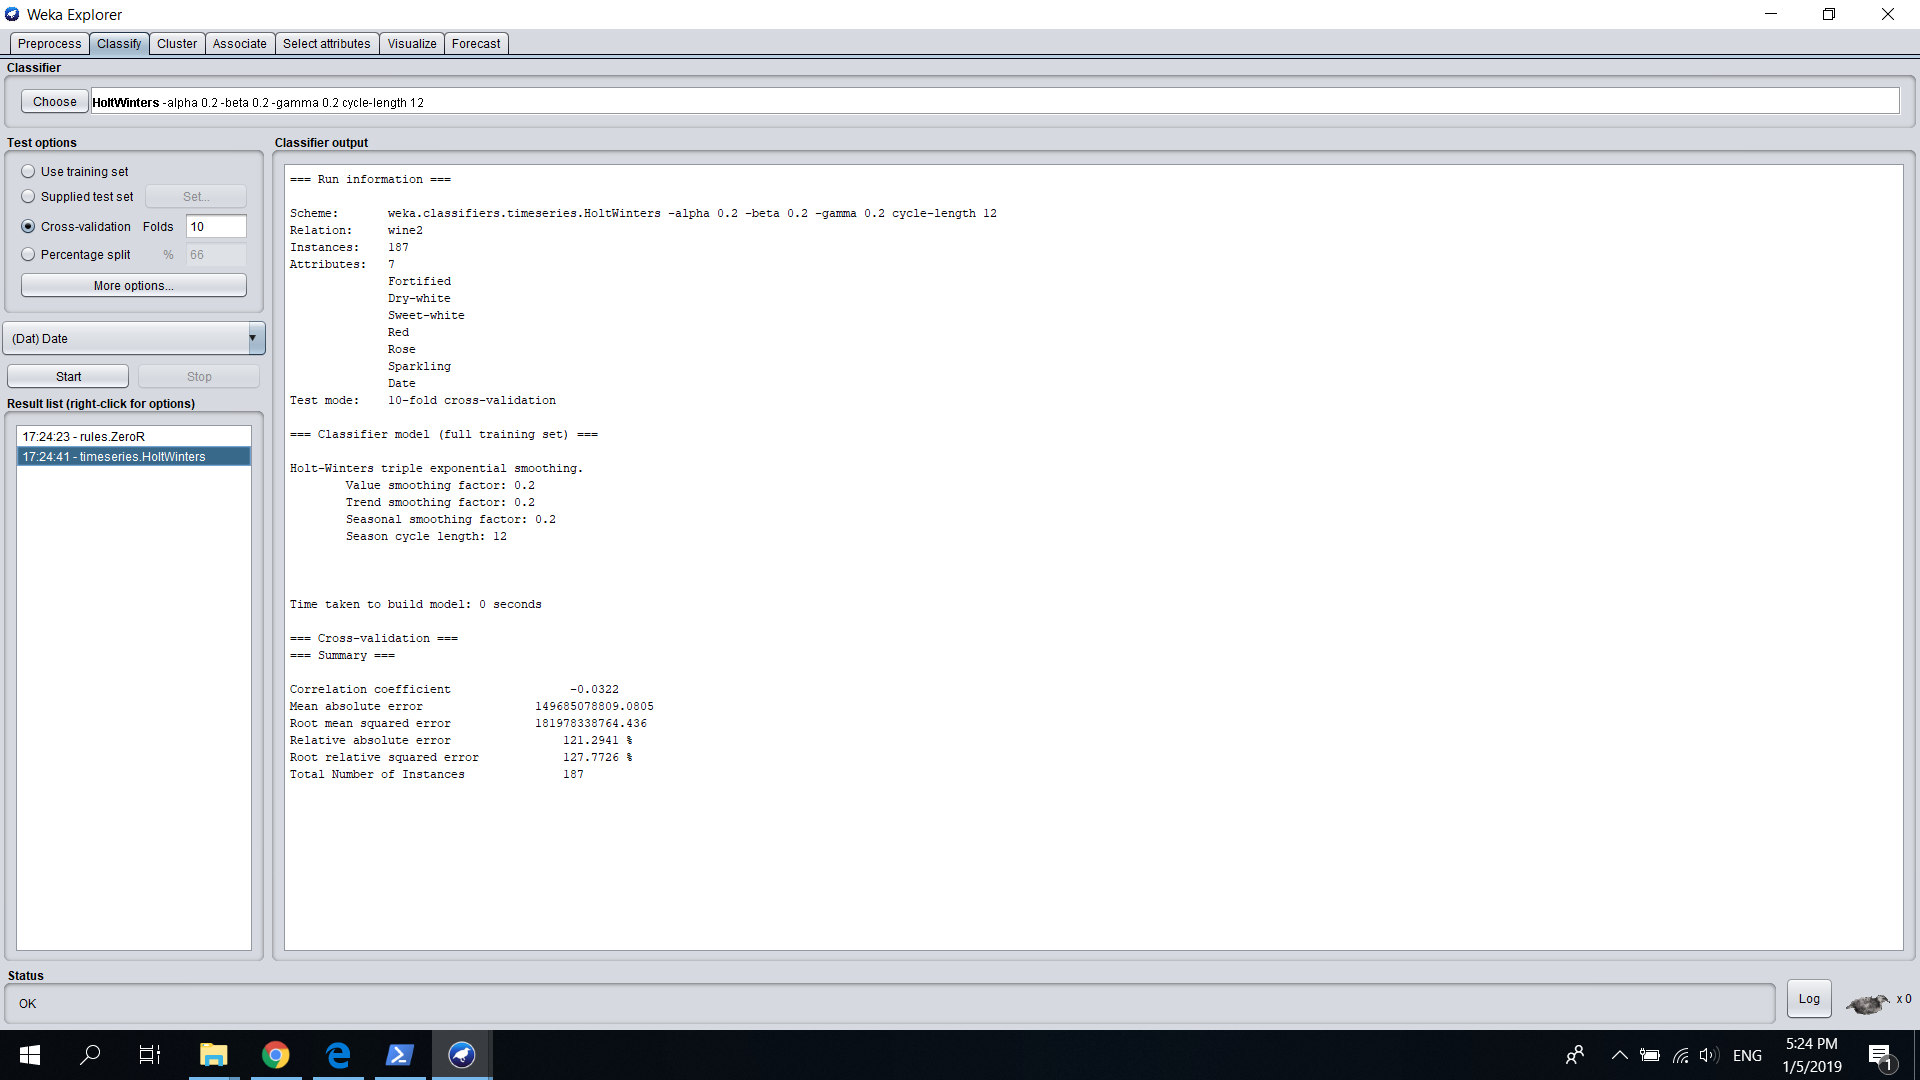 Weka Explorer
Preprocess Classify Cluster Associate Select attributes Visualize Forecast
Classifier
Choose HoltWinters -alpha 0.2 -beta 0.2 -gamma 0.2 cycle-length 12
Test options
Use training set
Supplied test set Set...
Cross-validation Folds 10
Percentage split % 66
More options...
(Dat) Date
Start Stop
Result list (right-click for options)
17:24:23 - rules.ZeroR
17:24:41 - timeseries.HoltWinters
Classifier output
=== Run information ===
Scheme: weka.classifiers.timeseries.HoltWinters -alpha 0.2 -beta 0.2 -gamma 0.2 cycle-length 12
Relation: wine2
Instances: 187
Attributes: 7
Fortified
Dry-white
Sweet-white
Red
Rose
Sparkling
Date
Test mode: 10-fold cross-validation
=== Classifier model (full training set) ===
Holt-Winters triple exponential smoothing.
Value smoothing factor: 0.2
Trend smoothing factor: 0.2
Seasonal smoothing factor: 0.2
Season cycle length: 12
Time taken to build model: 0 seconds
=== Cross-validation ===
=== Summary ===
Correlation coefficient -0.0322
Mean absolute error 149685078809.0805
Root mean squared error 181978338764.436
Relative absolute error 121.2941 %
Root relative squared error 127.7726 %
Total Number of Instances 187
Status
OK
Log x 0
ENG
5:24 PM
1/5/2019
1